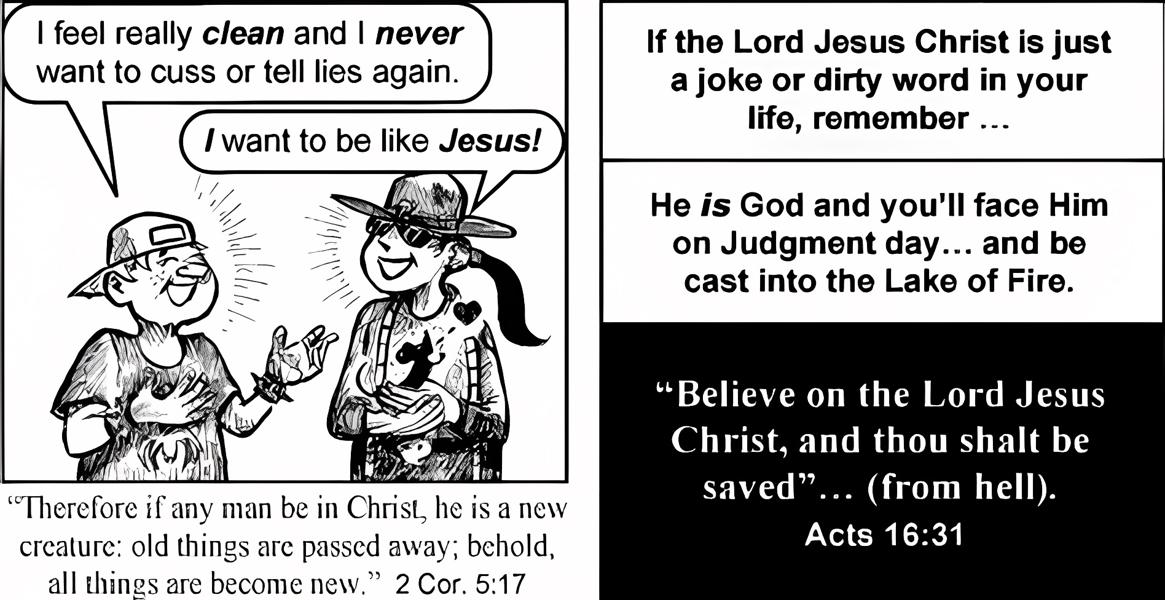 I feel really clean and I never
want to cuss or tell lies again.
I want to be like Jesus!
“Therefore if any man be in Christ, he is a new
creature: old things are passed away; behold,
all things are become new.” 2 Cor. 5:17
If the Lord Jesus Christ is just
a joke or dirty word in your
life, remember ...
He is God and you’ll face Him
on Judgment day... and be
cast into the Lake of Fire.
“Believe on the Lord Jesus
Christ, and thou shalt be
saved”... (from hell).
Acts 16:31